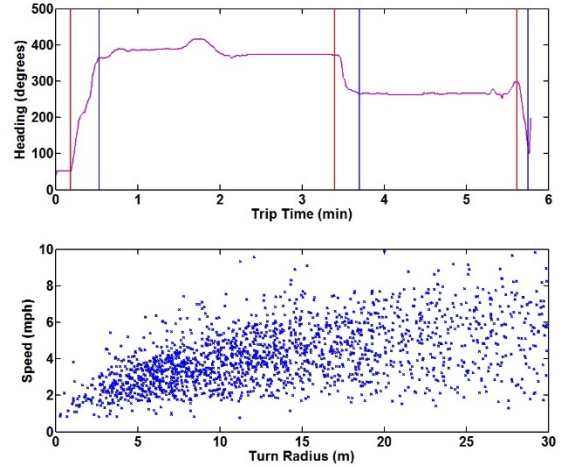 500
400
300
200
100
0
Heading (degrees)
0 1 2 3 4 5 6
Trip Time (min)
10
8
6
4
2
0
Speed (mph)
0 5 10 15 20 25 30
Turn Radius (m)